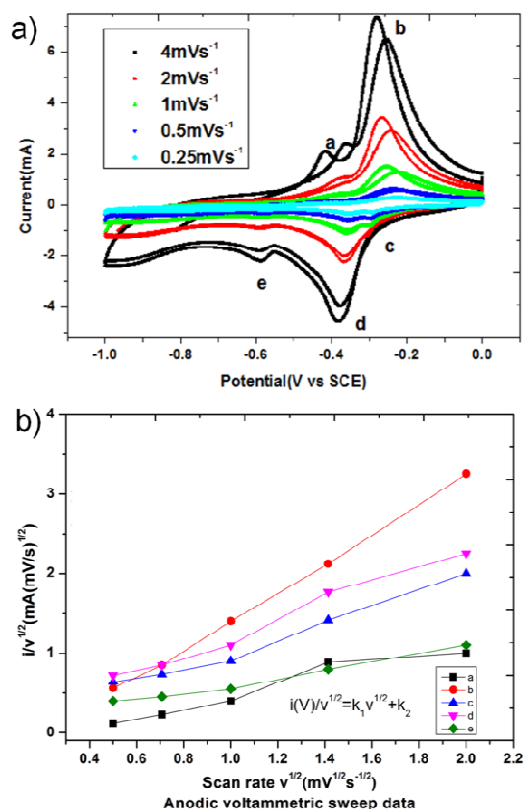 a)
4mVs⁻¹
2mVs⁻¹
1mVs⁻¹
0.5mVs⁻¹
0.25mVs⁻¹
a
b
c
d
e
Current(mA)
6
4
2
0
-2
-4
-1.0 -0.8 -0.6 -0.4 -0.2 0.0
Potential(V vs SCE)
b)
i/v^1/2(mA(mV/s)^1/2)
4
3
2
1
0
i(V)/v^1/2=k₁v^1/2+k₂
a
b
c
d
e
0.4 0.6 0.8 1.0 1.2 1.4 1.6 1.8 2.0
Scan rate v^1/2(mV^1/2s^-1/2)
Anodic voltammetric sweep data